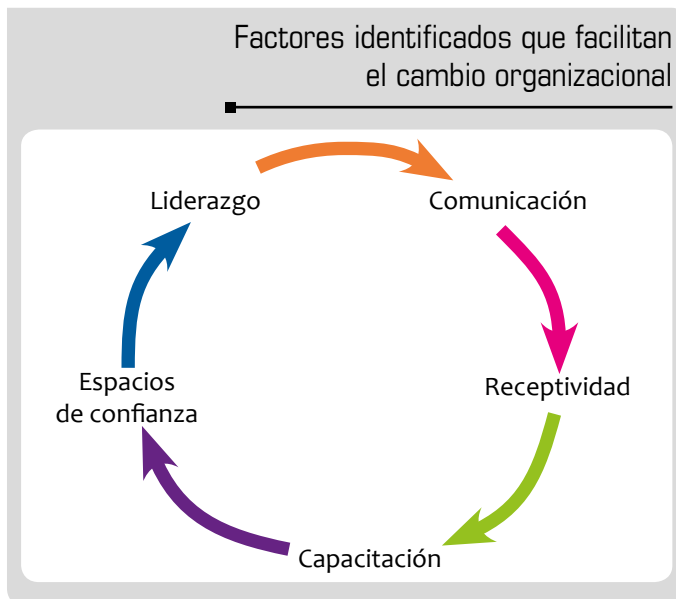 Factores identificados que facilitan
el cambio organizacional
Liderazgo
Comunicación
Receptividad
Capacitación
Espacios
de confianza